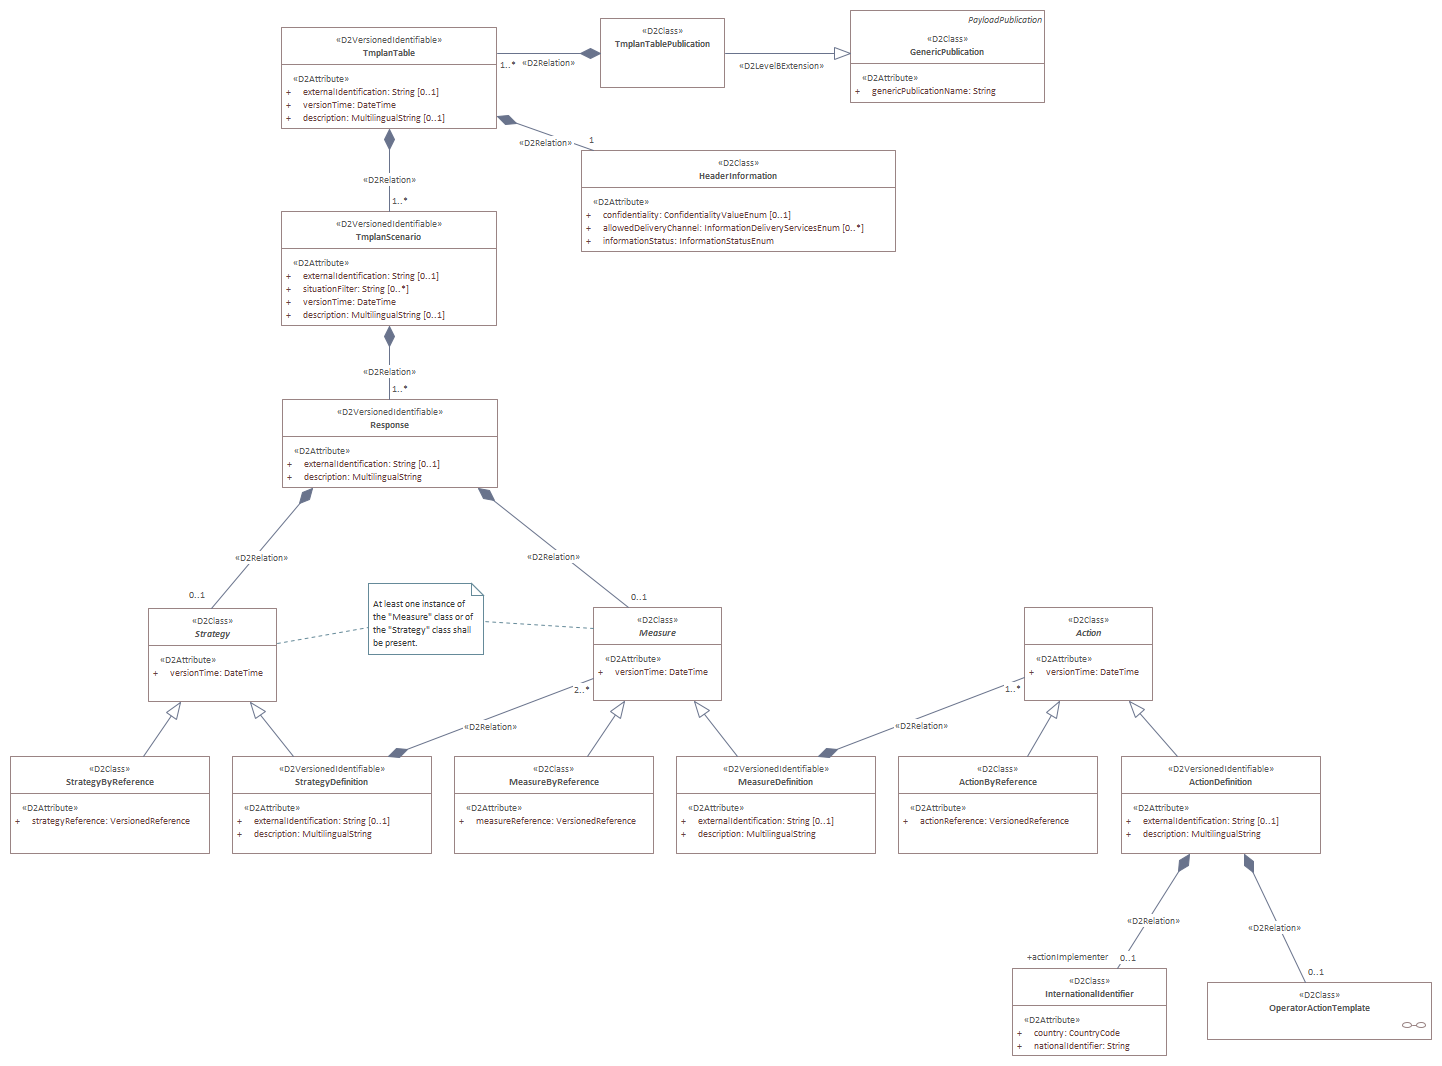 «D2VersionedIdentifiable»
TmplanTable
«D2Attribute»
+ externalIdentification: String [0..1]
+ versionTime: DateTime
+ description: MultilingualString [0..1]
1..*
«D2Relation»
«D2Class»
TmplanTablePublication
«D2LevelBExtension»
PayloadPublication
«D2Class»
GenericPublication
«D2Attribute»
+ genericPublicationName: String
«D2Relation»
1
«D2Class»
HeaderInformation
«D2Attribute»
+ confidentiality: ConfidentialityValueEnum [0..1]
+ allowedDeliveryChannel: InformationDeliveryServicesEnum [0..*]
+ informationStatus: InformationStatusEnum
«D2Relation»
1..*
«D2VersionedIdentifiable»
TmplanScenario
«D2Attribute»
+ externalIdentification: String [0..1]
+ situationFilter: String [0..*]
+ versionTime: DateTime
+ description: MultilingualString [0..1]
«D2Relation»
1..*
«D2VersionedIdentifiable»
Response
«D2Attribute»
+ externalIdentification: String [0..1]
+ description: MultilingualString
«D2Relation»
0..1
«D2Relation»
0..1
«D2Class»
Strategy
«D2Attribute»
+ versionTime: DateTime
At least one instance of
the "Measure" class or of
the "Strategy" class shall
be present.
«D2Class»
Measure
«D2Attribute»
+ versionTime: DateTime
«D2Class»
Action
«D2Attribute»
+ versionTime: DateTime
2..*
«D2Relation»
1..*
«D2Relation»
«D2Class»
StrategyByReference
«D2Attribute»
+ strategyReference: VersionedReference
«D2VersionedIdentifiable»
StrategyDefinition
«D2Attribute»
+ externalIdentification: String [0..1]
+ description: MultilingualString
«D2Class»
MeasureByReference
«D2Attribute»
+ measureReference: VersionedReference
«D2VersionedIdentifiable»
MeasureDefinition
«D2Attribute»
+ externalIdentification: String [0..1]
+ description: MultilingualString
«D2Class»
ActionByReference
«D2Attribute»
+ actionReference: VersionedReference
«D2VersionedIdentifiable»
ActionDefinition
«D2Attribute»
+ externalIdentification: String [0..1]
+ description: MultilingualString
«D2Relation»
+actionImplementer
0..1
«D2Relation»
0..1
«D2Class»
InternationalIdentifier
«D2Attribute»
+ country: CountryCode
+ nationalIdentifier: String
«D2Class»
OperatorActionTemplate